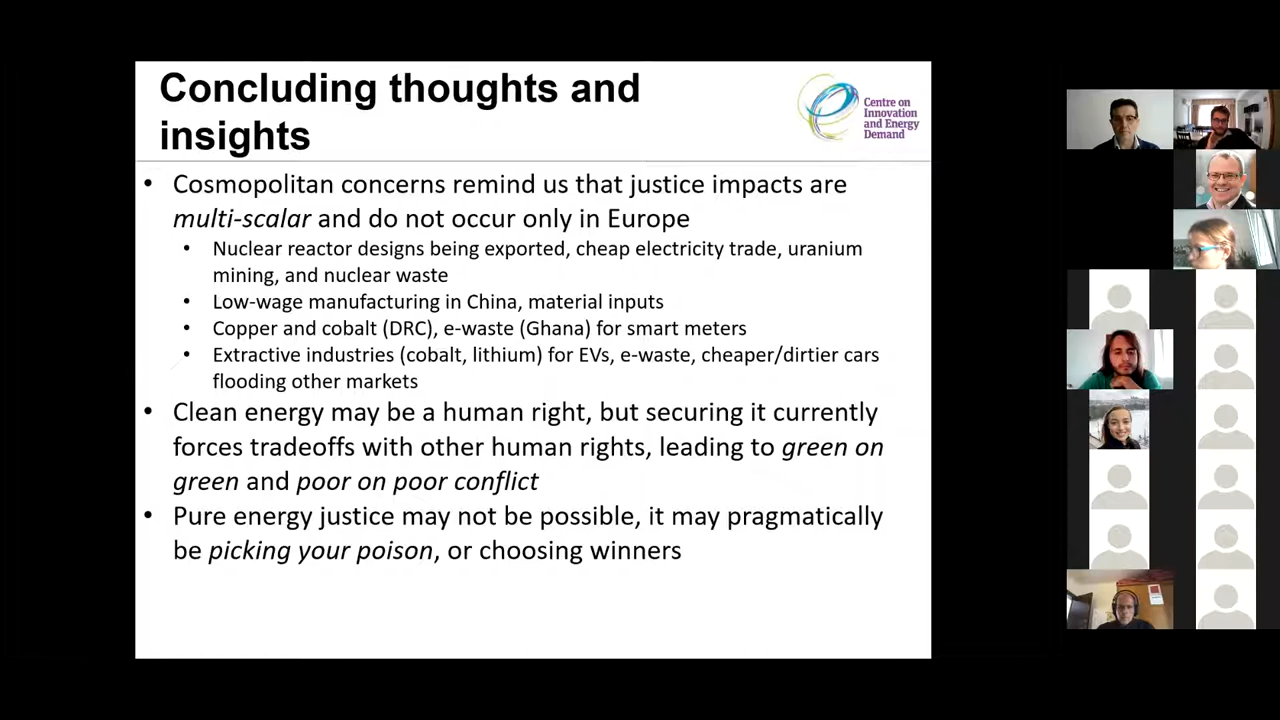 Concluding thoughts and
insights
Centre on
Innovation
and Energy
Demand
• Cosmopolitan concerns remind us that justice impacts are
multi-scalar and do not occur only in Europe
• Nuclear reactor designs being exported, cheap electricity trade, uranium
mining, and nuclear waste
• Low-wage manufacturing in China, material inputs
• Copper and cobalt (DRC), e-waste (Ghana) for smart meters
• Extractive industries (cobalt, lithium) for EVs, e-waste, cheaper/dirtier cars
flooding other markets
• Clean energy may be a human right, but securing it currently
forces tradeoffs with other human rights, leading to green on
green and poor on poor conflict
• Pure energy justice may not be possible, it may pragmatically
be picking your poison, or choosing winners